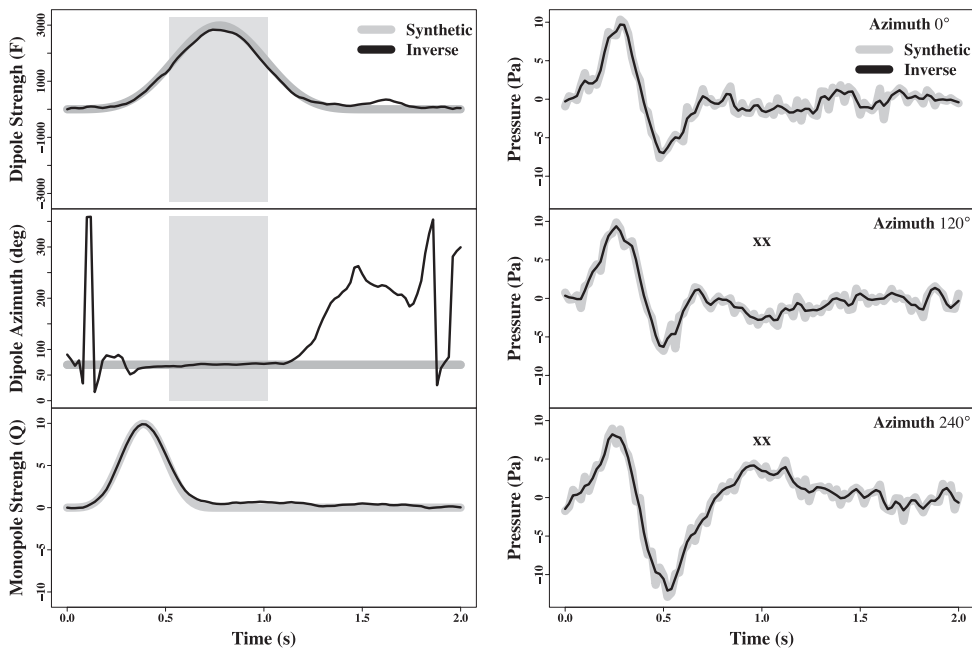 Dipole Strengh (F)
3000
1000
−1000
−3000
Synthetic
Inverse
Dipole Azimuth (deg)
300
200
100
50
0
Monopole Strengh (Q)
10
5
0
−5
−10
0.0
0.5
1.0
1.5
2.0
Time (s)
Pressure (Pa)
10
5
0
−5
−10
Azimuth 0°
Synthetic
Inverse
Pressure (Pa)
10
5
0
−5
−10
Azimuth 120°
xx
Pressure (Pa)
10
5
0
−5
−10
Azimuth 240°
xx
0.0
0.5
1.0
1.5
2.0
Time (s)